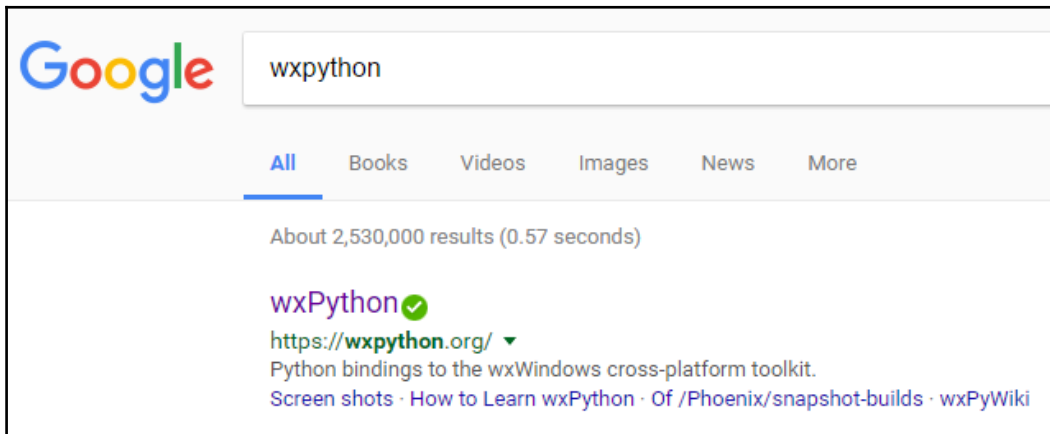 Google
wxpython
All Books Videos Images News More
About 2,530,000 results (0.57 seconds)
wxPython
https://wxpython.org/
Python bindings to the wxWindows cross-platform toolkit.
Screen shots · How to Learn wxPython · Of /Phoenix/snapshot-builds · wxPyWiki